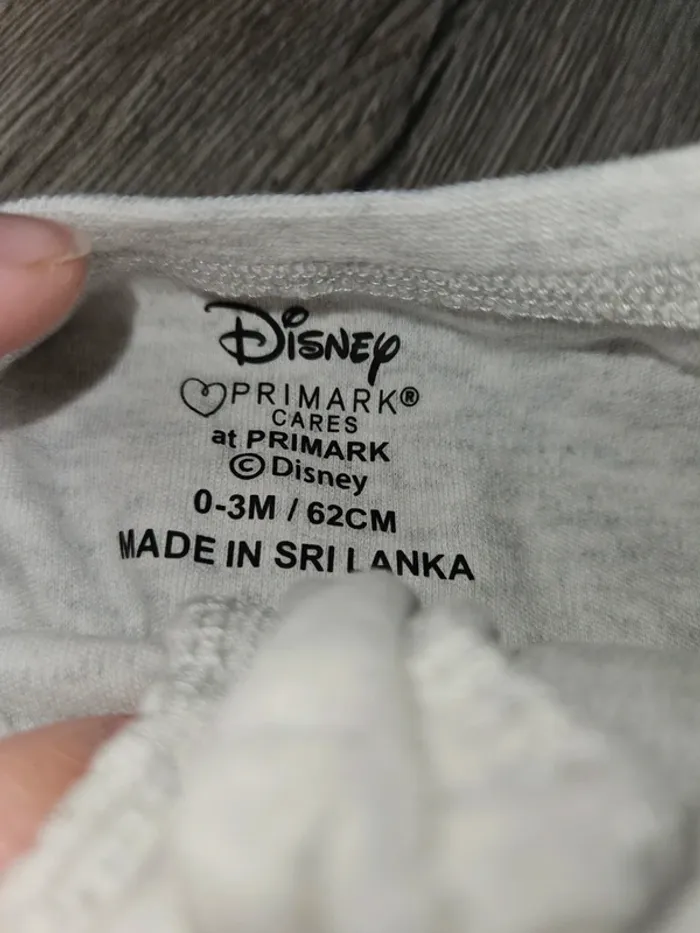 Disney
PRIMARK®
CARES
at PRIMARK
© Disney
0-3M / 62CM
MADE IN SRI LANKA